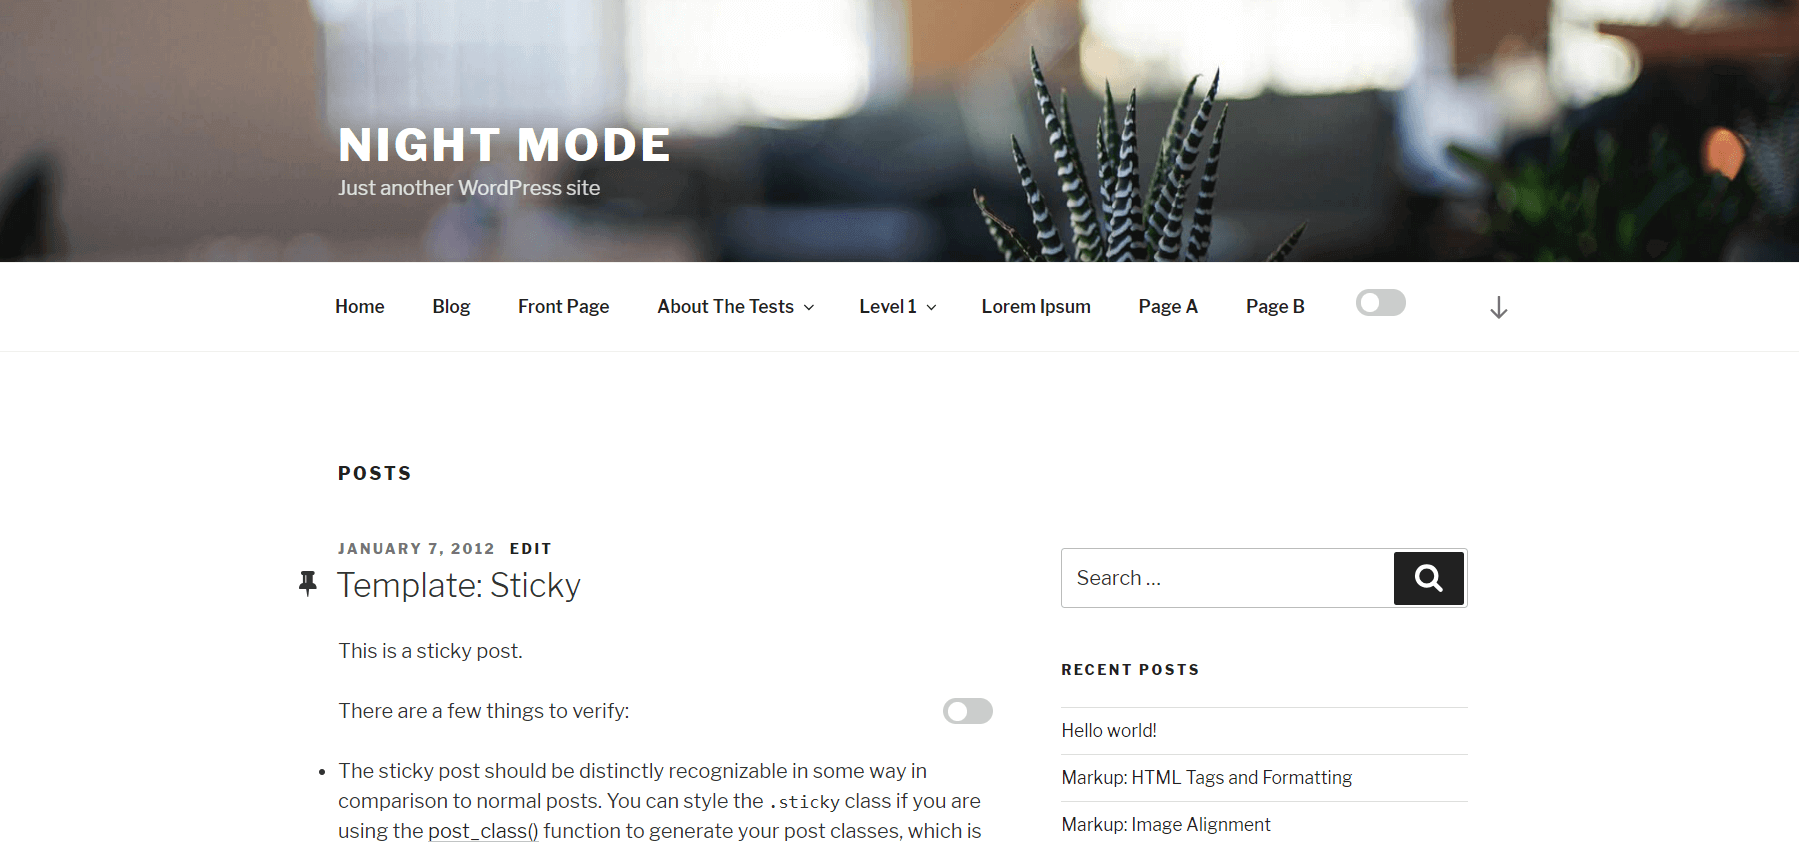 NIGHT MODE
Just another WordPress site
Home Blog Front Page About The Tests Level 1 Lorem Ipsum Page A Page B
POSTS
JANUARY 7, 2012 EDIT
Template: Sticky
This is a sticky post.
There are a few things to verify:
The sticky post should be distinctly recognizable in some way in
comparison to normal posts. You can style the .sticky class if you are
using the post_class() function to generate your post classes, which is
Search …
RECENT POSTS
Hello world!
Markup: HTML Tags and Formatting
Markup: Image Alignment